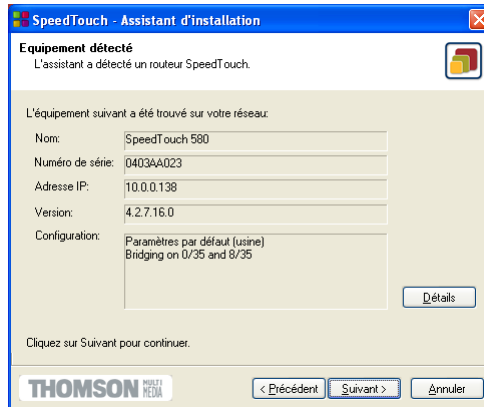 SpeedTouch - Assistant d'installation
Equipement détecté
L'assistant a détecté un routeur SpeedTouch.
L'équipement suivant a été trouvé sur votre réseau:
Nom: SpeedTouch 580
Numéro de série: 0403AA023
Adresse IP: 10.0.0.138
Version: 4.2.7.16.0
Configuration: Paramètres par défaut (usine)
Bridging on 0/35 and 8/35
Détails
Cliquez sur Suivant pour continuer.
THOMSON MULTI MEDIA
< Précédent Suivant > Annuler